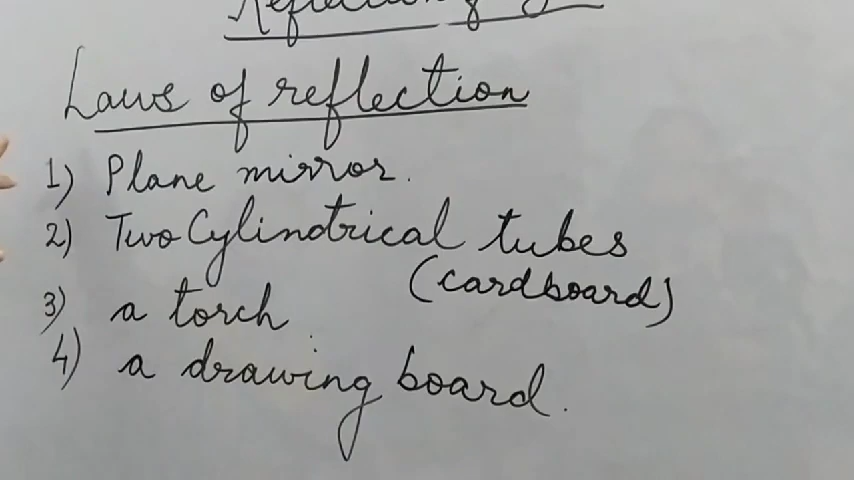 Laws of reflection
1) Plane mirror.
2) Two Cylindrical tubes
(cardboard)
3) a torch
4) a drawing board.